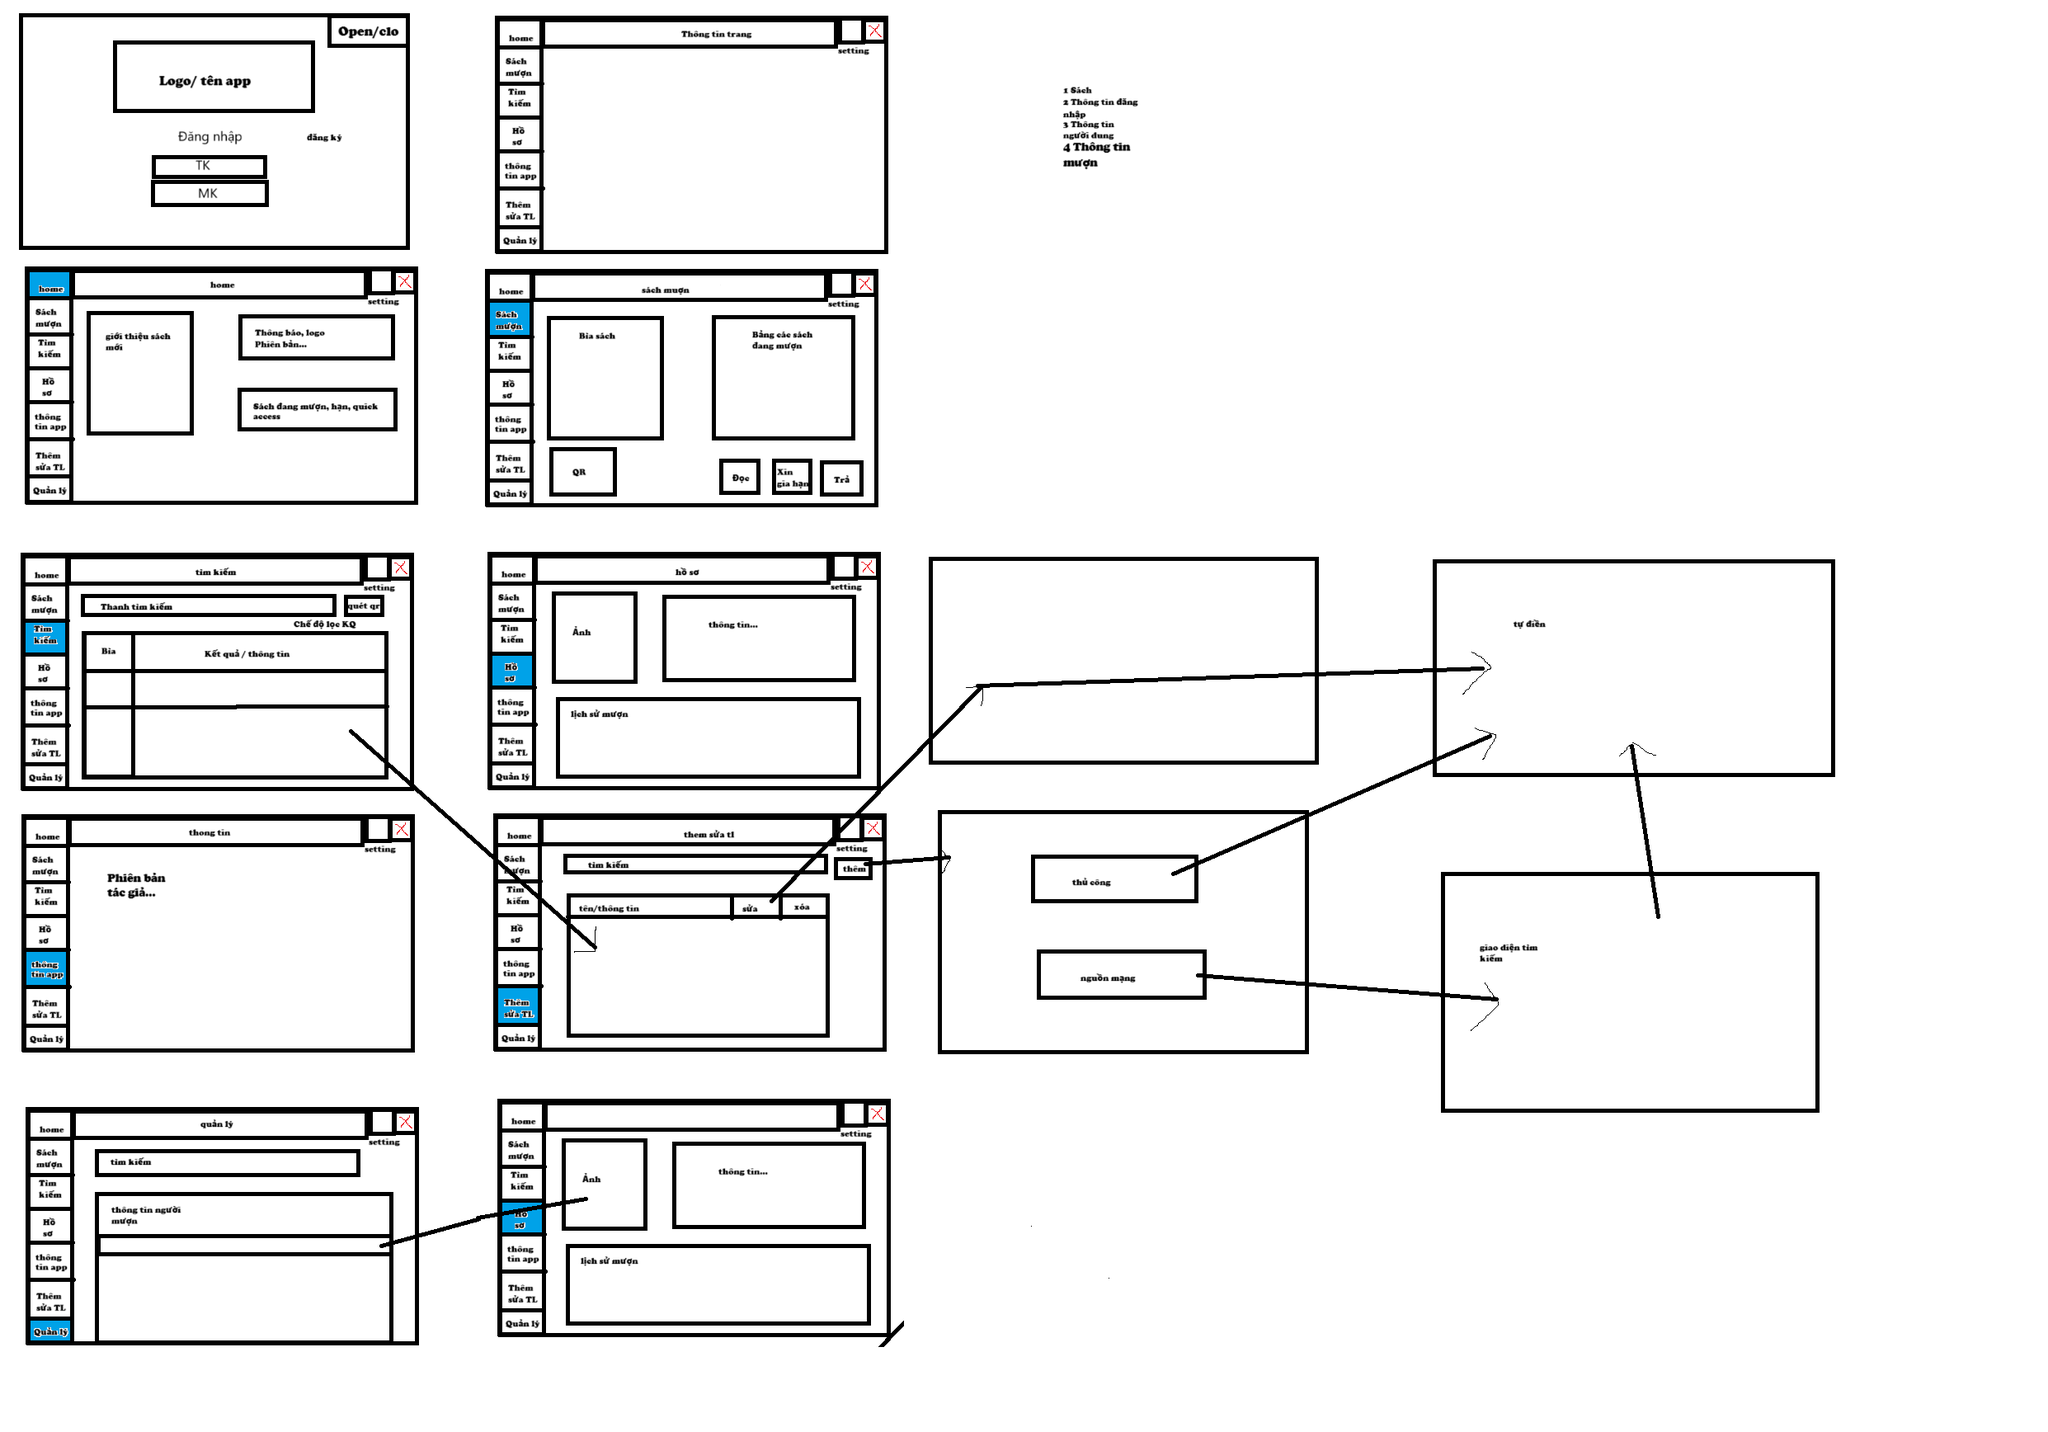 Open/clo
Logo/ tên app
Đăng nhập
đăng ký
TK
MK
home
Thông tin trang
setting
Sách
mượn
Tìm
kiếm
Hồ
sơ
thông
tin app
Thêm
sửa TL
Quản lý
1 Sách
2 Thông tin đăng
nhập
3 Thông tin
người dung
4 Thông tin
mượn
home
home
setting
Sách
mượn
Tìm
kiếm
Hồ
sơ
thông
tin app
Thêm
sửa TL
Quản lý
giới thiệu sách
mới
Thông báo, logo
Phiên bản...
Sách đang mượn, hạn, quick
access
home
sách mượn
setting
Sách
mượn
Tìm
kiếm
Hồ
sơ
thông
tin app
Thêm
sửa TL
Quản lý
Bìa sách
Bảng các sách
đang mượn
QR
Đọc
Xin
gia hạn
Trả
home
tìm kiếm
setting
Sách
mượn
Tìm
kiếm
Hồ
sơ
thông
tin app
Thêm
sửa TL
Quản lý
Thanh tìm kiếm
quét qr
Chế độ lọc KQ
Bìa
Kết quả / thông tin
home
hồ sơ
setting
Sách
mượn
Tìm
kiếm
Hồ
sơ
thông
tin app
Thêm
sửa TL
Quản lý
Ảnh
thông tin...
lịch sử mượn
tự điền
home
thong tin
setting
Sách
mượn
Tìm
kiếm
Hồ
sơ
thông
tin app
Thêm
sửa TL
Quản lý
Phiên bản
tác giả...
home
them sửa tl
setting
Sách
mượn
Tìm
kiếm
Hồ
sơ
thông
tin app
Thêm
sửa TL
Quản lý
tìm kiếm
thêm
tên/thông tin
sửa
xóa
thủ công
nguồn mạng
giao diện tìm
kiếm
home
quản lý
setting
Sách
mượn
Tìm
kiếm
Hồ
sơ
thông
tin app
Thêm
sửa TL
Quản lý
tìm kiếm
thông tin người
mượn
home
setting
Sách
mượn
Tìm
kiếm
Hồ
sơ
thông
tin app
Thêm
sửa TL
Quản lý
Ảnh
thông tin...
lịch sử mượn